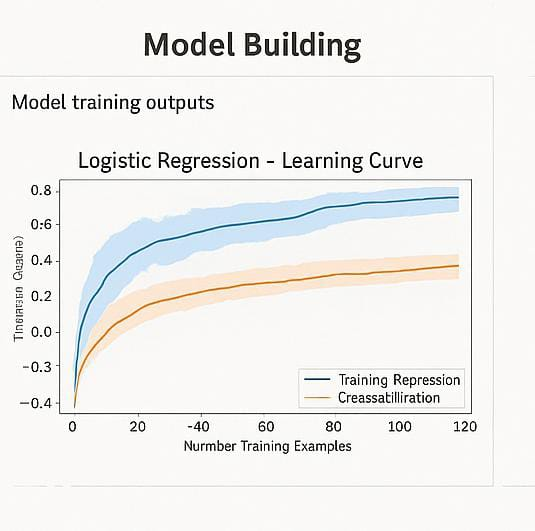 Model Building
Model training outputs
Logistic Regression - Learning Curve
0.8
0:6
0.4
0.2
0.0
-0.3
-0.4
0
20
-40
60
80
100
120
Nurmber Training Examples
Training Repression
Creassatilliration